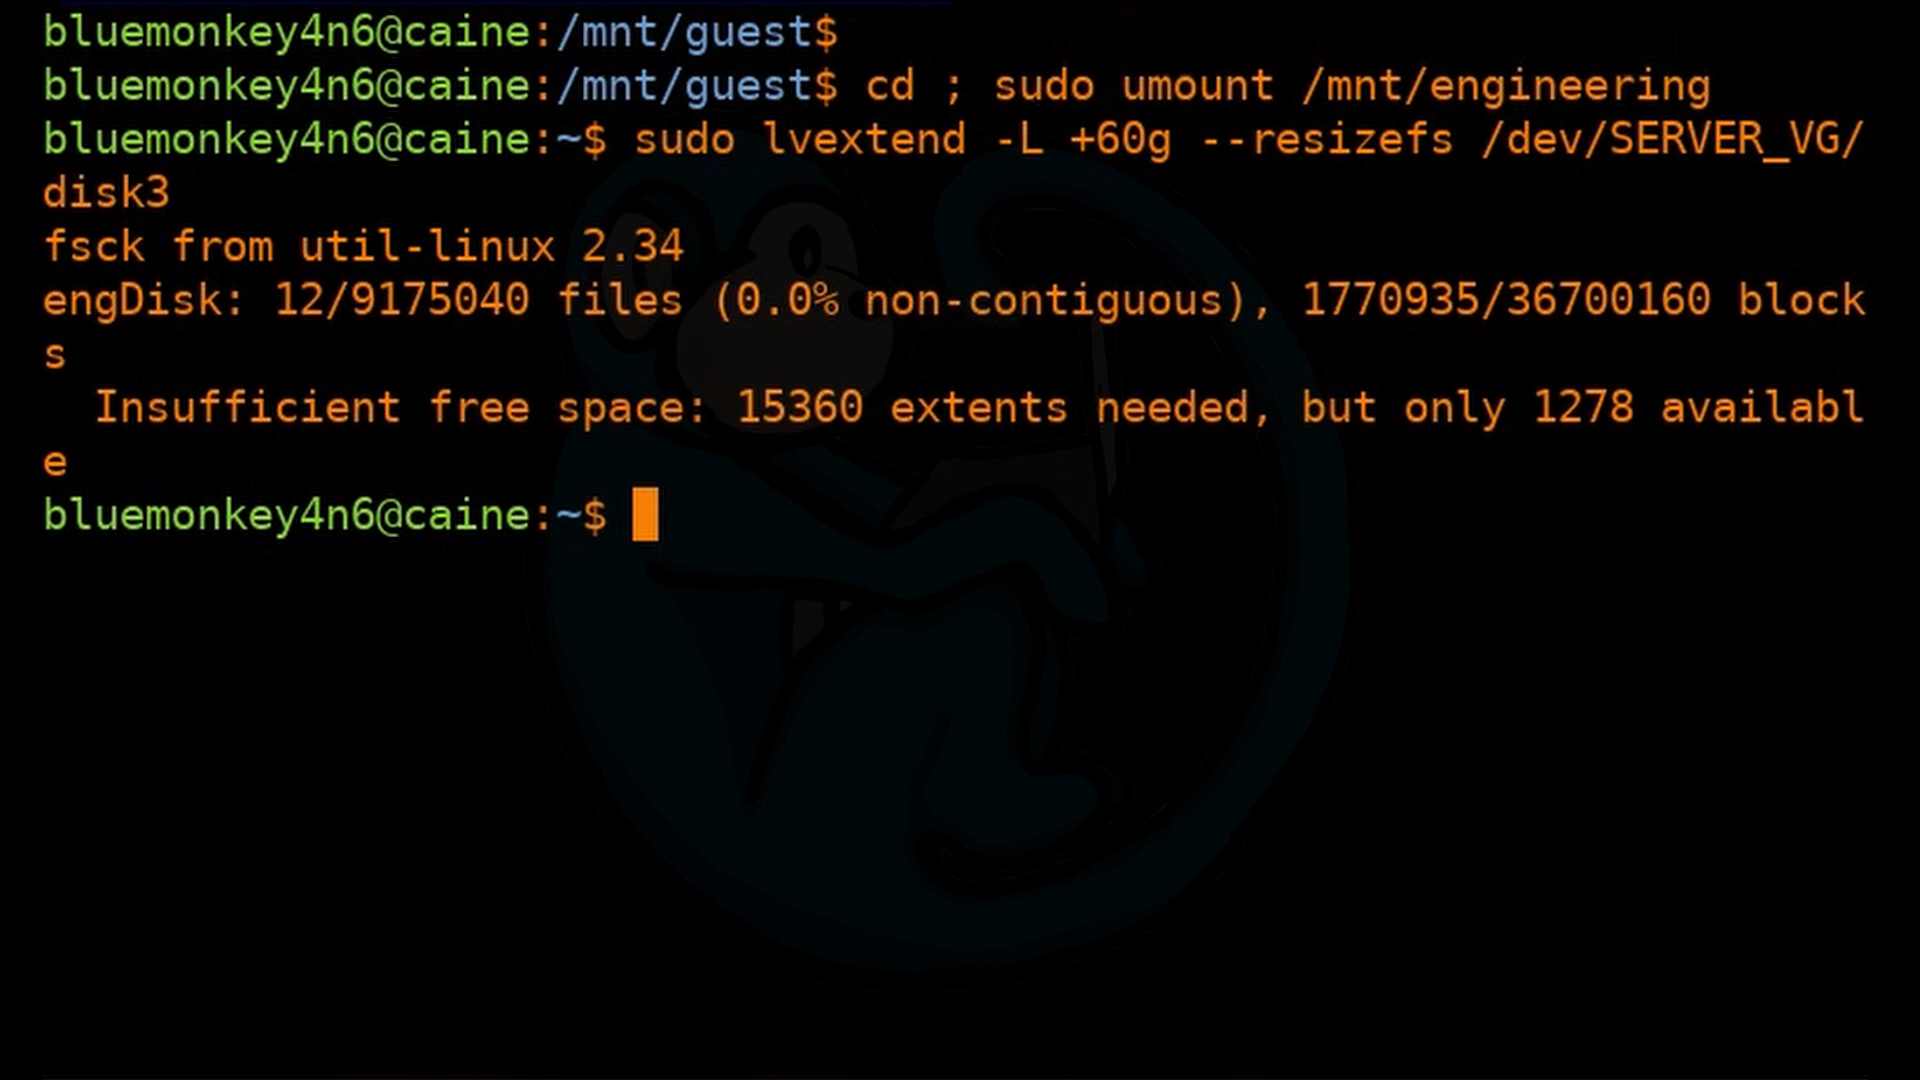 bluemonkey4n6@caine:/mnt/guest$
bluemonkey4n6@caine:/mnt/guest$ cd ; sudo umount /mnt/engineering
bluemonkey4n6@caine:~$ sudo lvextend -L +60g --resizefs /dev/SERVER_VG/
disk3
fsck from util-linux 2.34
engDisk: 12/9175040 files (0.0% non-contiguous), 1770935/36700160 block
s
  Insufficient free space: 15360 extents needed, but only 1278 availabl
e
bluemonkey4n6@caine:~$